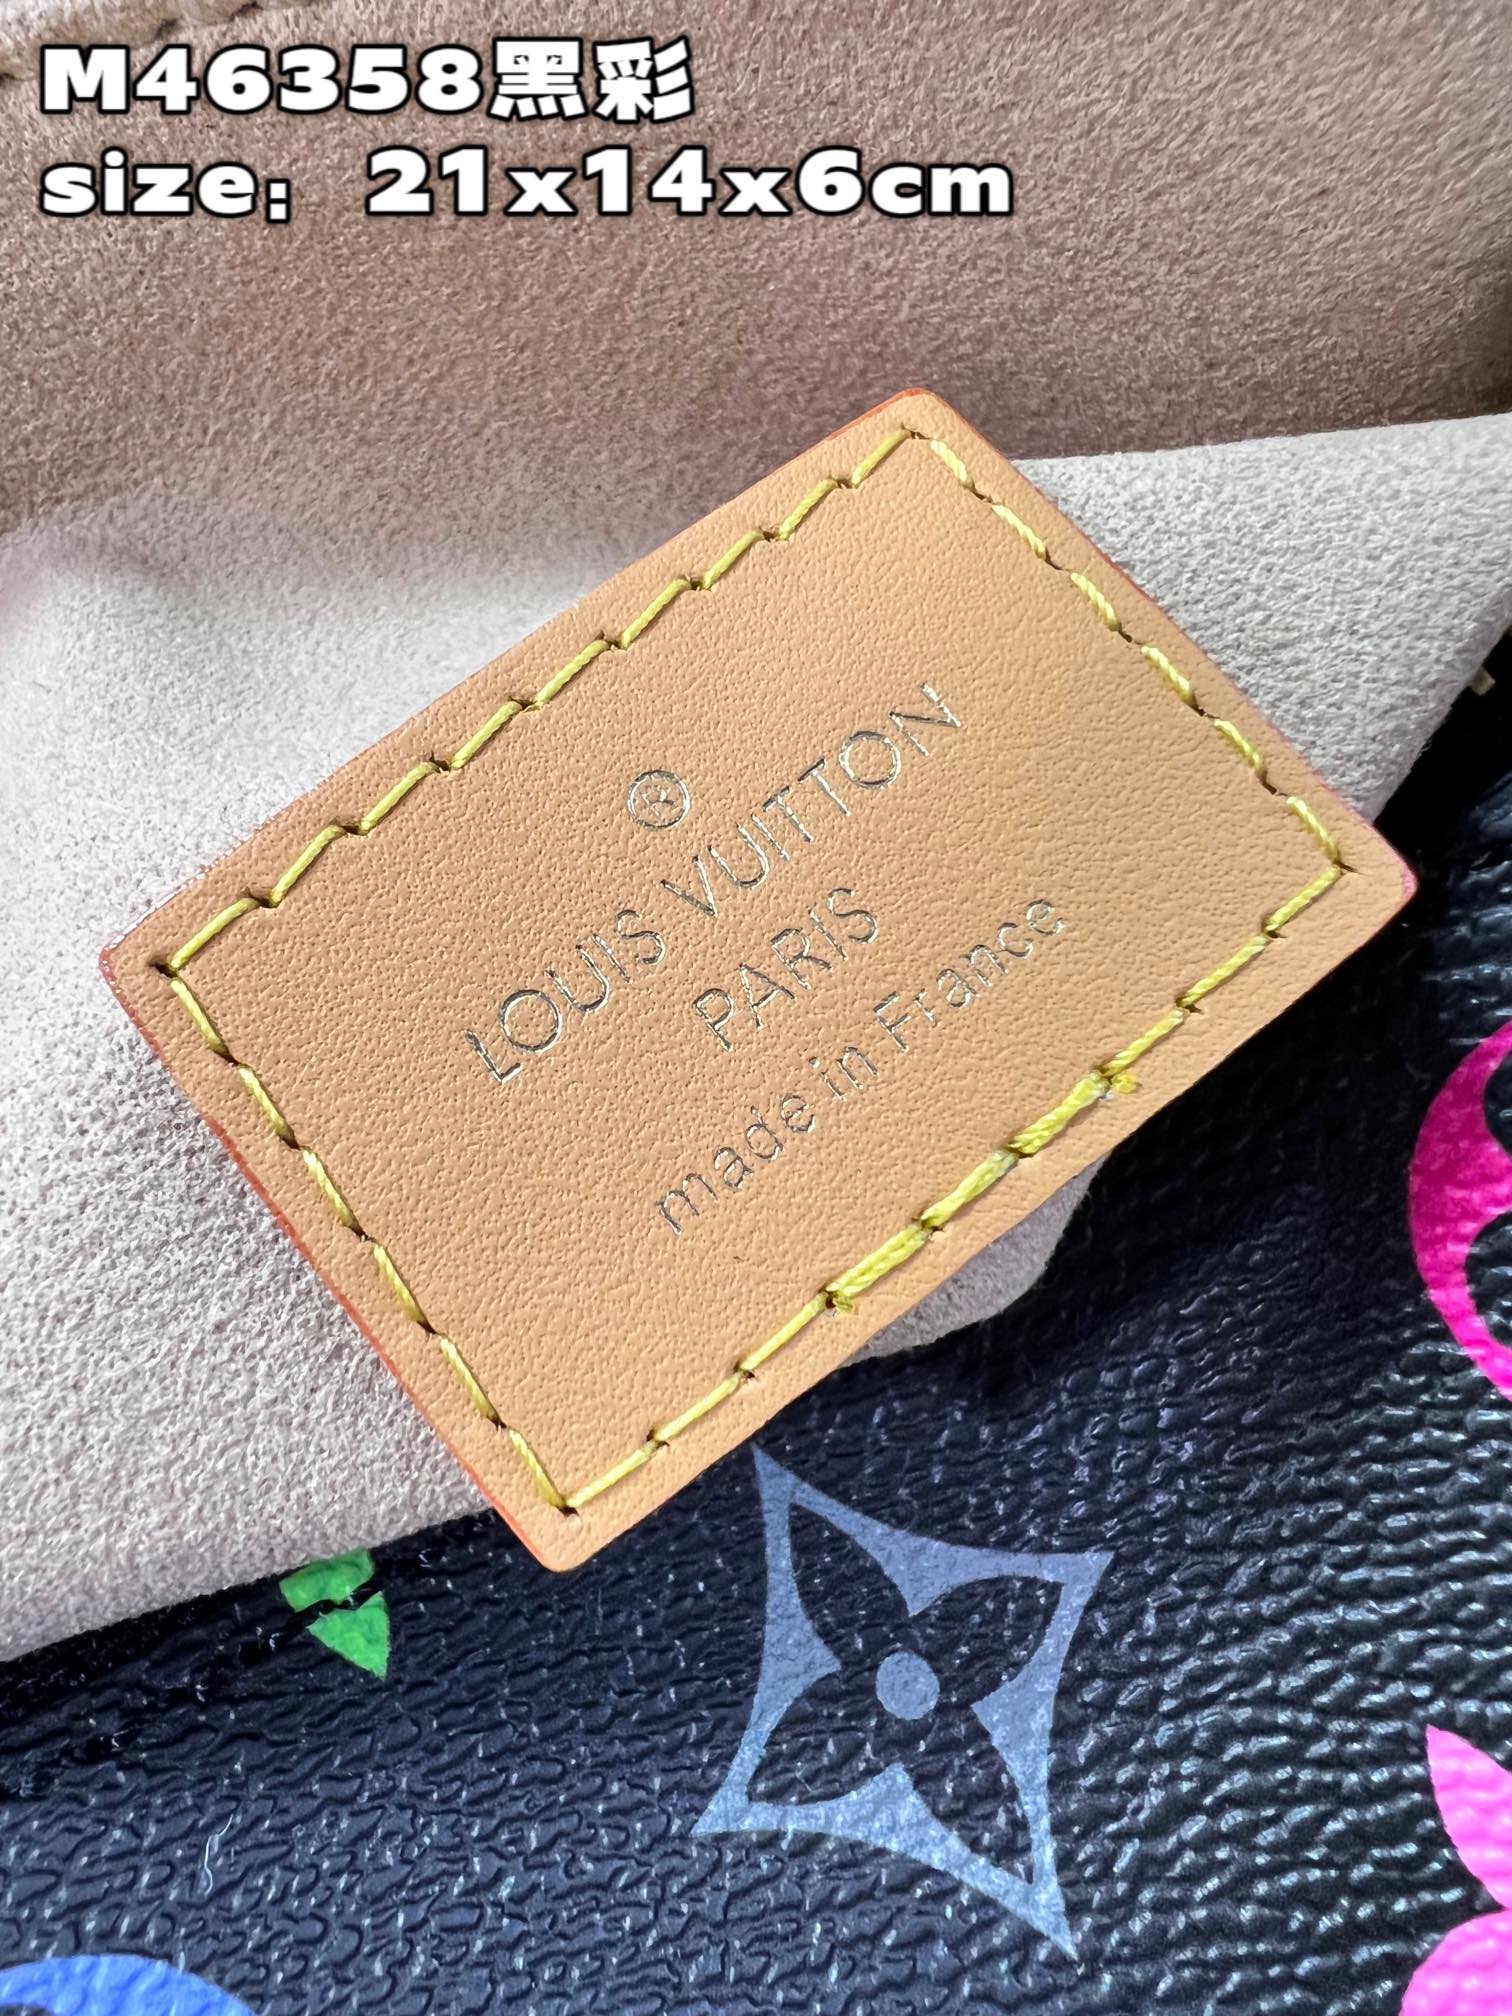 M46358黑彩
size：21x14x6cm
®
LOUIS VUITTON
PARIS
made in France